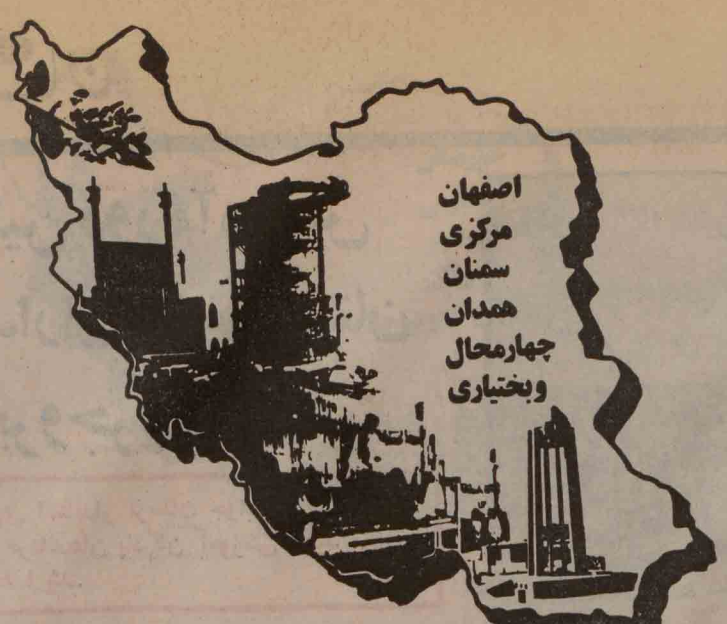 اصفهان
مرکزی
سمنان
همدان
چهارمحال
وبختیاری